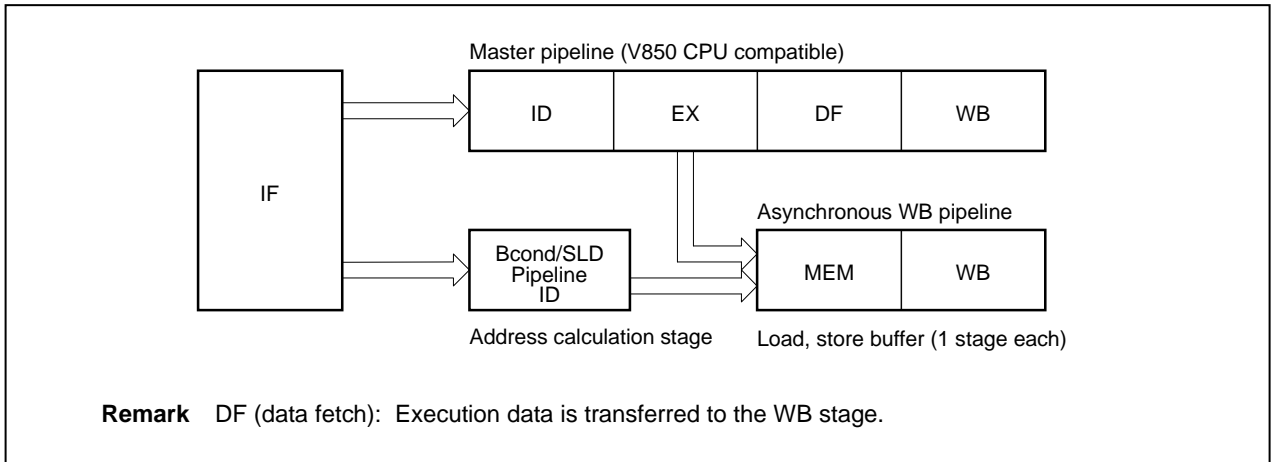 Master pipeline (V850 CPU compatible)
IF
ID
EX
DF
WB
Asynchronous WB pipeline
Bcond/SLD
Pipeline
ID
MEM
WB
Address calculation stage
Load, store buffer (1 stage each)
Remark DF (data fetch): Execution data is transferred to the WB stage.